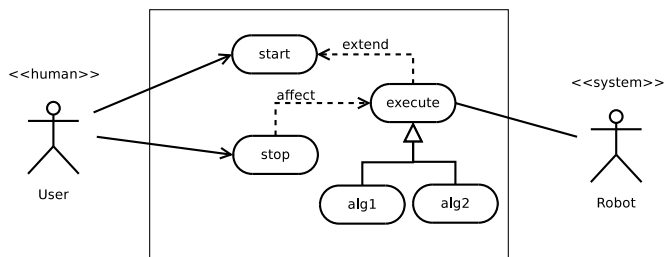 <<human>>
User
start
extend
affect
execute
stop
alg1
alg2
<<system>>
Robot